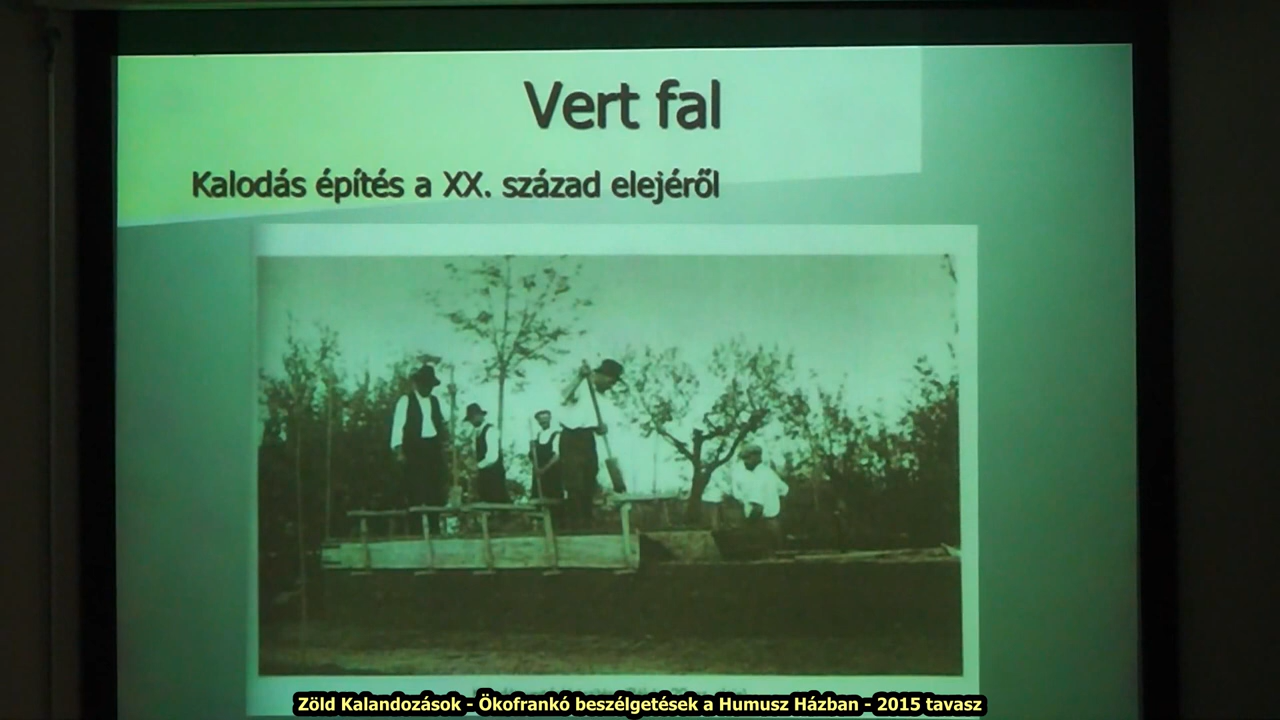 Vert fal
Kalodás építés a XX. század elejéről
Zöld Kalandozások - Ökofrankó beszélgetések a Humusz Házban - 2015 tavasz